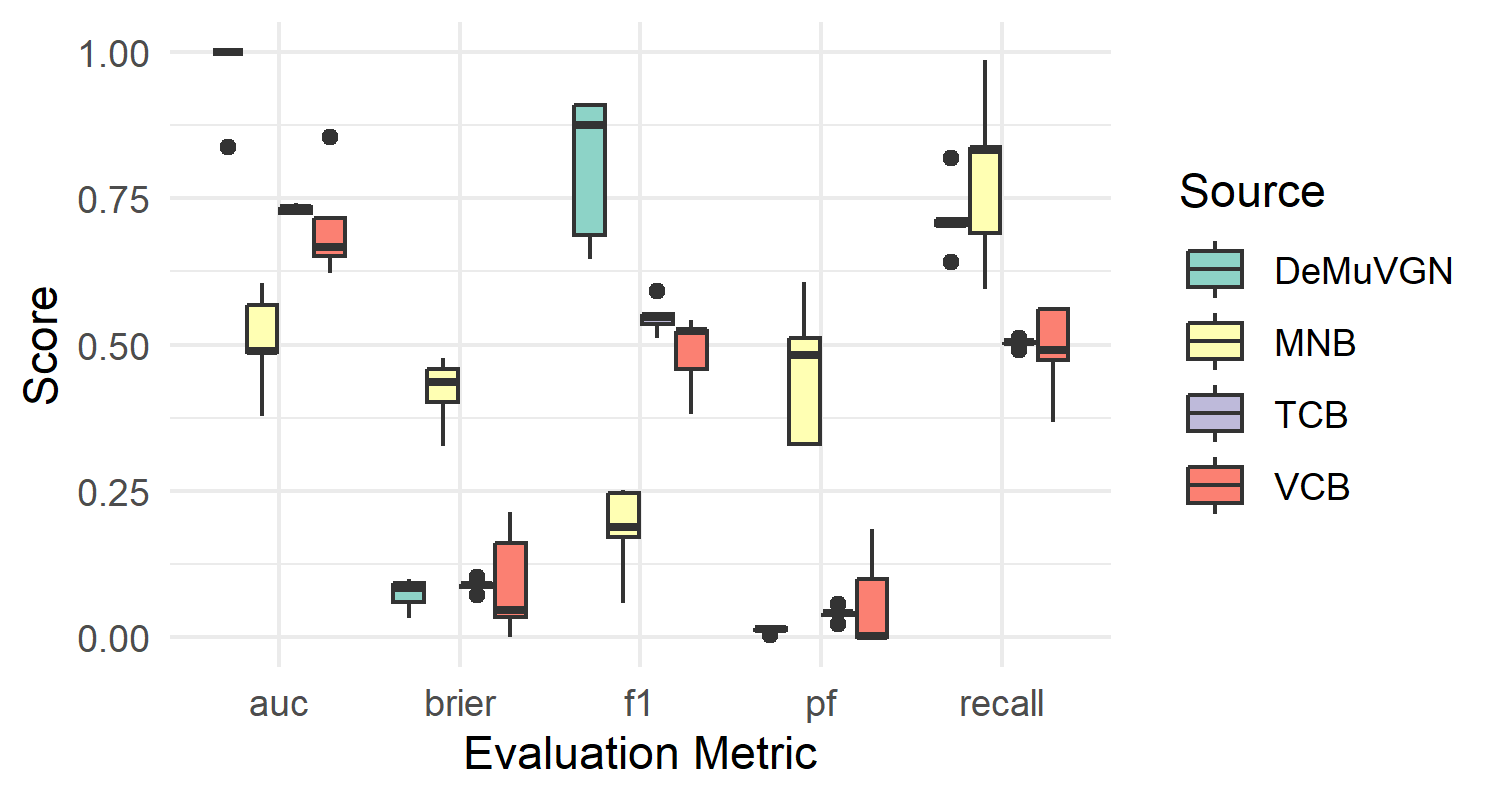 1.00
0.75
0.50
0.25
0.00
Score
auc
brier
f1
pf
recall
Evaluation Metric
Source
DeMuVGN
MNB
TCB
VCB